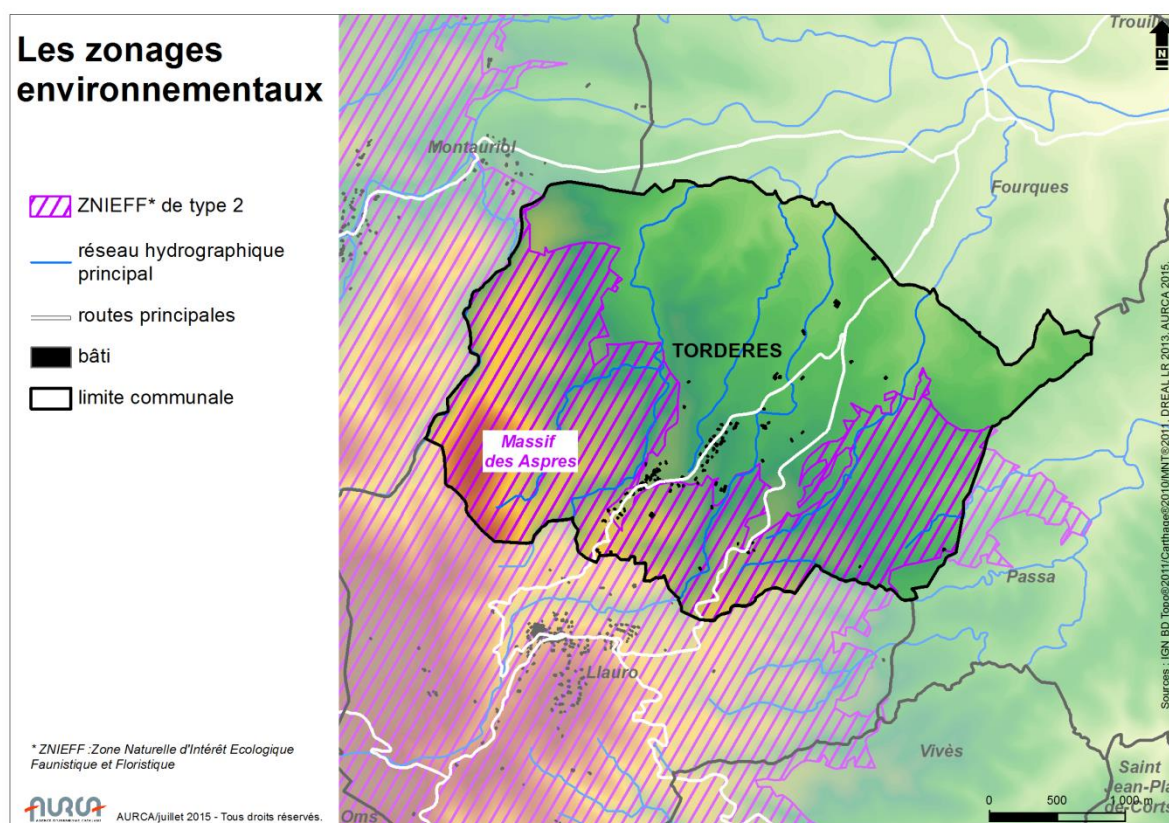 Les zonages
environnementaux
ZNIEFF* de type 2
réseau hydrographique
principal
routes principales
bâti
limite communale
* ZNIEFF :Zone Naturelle d'Intérêt Ecologique
Faunistique et Floristique
AURCA
AURCA/juillet 2015 - Tous droits réservés.
N
Montauriol
Fourques
TORDERES
Massif
des Aspres
Passa
Llauro
Vivès
Saint
Jean-Pla
de-Corts
Oms
0 500 1 000 m
Sources : IGN BD Topo®2011/Carthage®2010/MNT®2011, DREAL LR 2013, AURCA 2015.